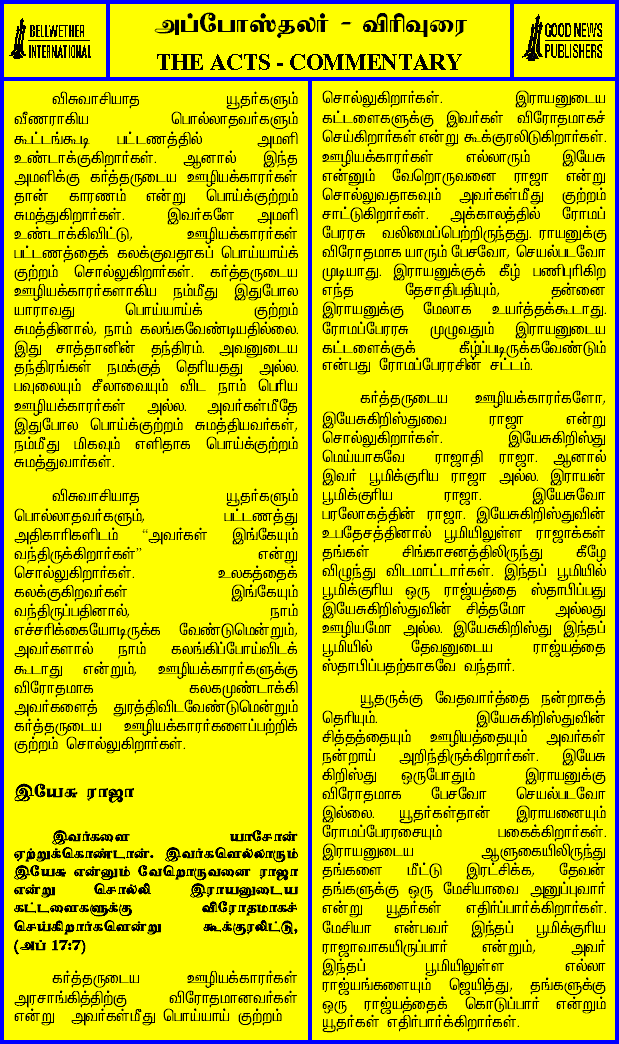 BELLWETHER
INTERNATIONAL
அப்போஸ்தலர் - விரிவுரை
THE ACTS - COMMENTARY
GOOD NEWS
PUBLISHERS
விசுவாசியாத யூதர்களும்
வீணராகிய பொல்லாதவர்களும்
கூட்டங்கூடி பட்டணத்தில் அமளி
உண்டாக்குகிறார்கள். ஆனால் இந்த
அமளிக்கு கர்த்தருடைய ஊழியக்காரர்கள்
தான் காரணம் என்று பொய்க்குற்றம்
சுமத்துகிறார்கள். இவர்களே அமளி
உண்டாக்கிவிட்டு, ஊழியக்காரர்கள்
பட்டணத்தைக் கலக்குவதாகப் பொய்யாய்க்
குற்றம் சொல்லுகிறார்கள். கர்த்தருடைய
ஊழியக்காரர்களாகிய நம்மீது இதுபோல
யாராவது பொய்யாய்க் குற்றம்
சுமத்தினால், நாம் கலங்கவேண்டியதில்லை.
இது சாத்தானின் தந்திரம். அவனுடைய
தந்திரங்கள் நமக்குத் தெரியதது அல்ல.
பவுலையும் சீலாவையும் விட நாம் பெரிய
ஊழியக்காரர்கள் அல்ல. அவர்கள்மீதே
இதுபோல பொய்க்குற்றம் சுமத்தியவர்கள்,
நம்மீது மிகவும் எளிதாக பொய்க்குற்றம்
சுமத்துவார்கள்.
விசுவாசியாத யூதர்களும்
பொல்லாதவர்களும், பட்டணத்து
அதிகாரிகளிடம் “அவர்கள் இங்கேயும்
வந்திருக்கிறார்கள்” என்று
சொல்லுகிறார்கள். உலகத்தைக்
கலக்குகிறவர்கள் இங்கேயும்
வந்திருப்பதினால், நாம்
எச்சரிக்கையோடிருக்க வேண்டுமென்றும்,
அவர்களால் நாம் கலங்கிப்போய்விடக்
கூடாது என்றும், ஊழியக்காரர்களுக்கு
விரோதமாக கலகமுண்டாக்கி
அவர்களைத் துரத்திவிடவேண்டுமென்றும்
கர்த்தருடைய ஊழியக்காரர்களைப்பற்றிக்
குற்றம் சொல்லுகிறார்கள்.
இயேசு ராஜா
இவர்களை யாசோன்
ஏற்றுக்கொண்டான். இவர்களெல்லாரும்
இயேசு என்னும் வேறொருவனை ராஜா
என்று சொல்லி இராயனுடைய
கட்டளைகளுக்கு விரோதமாகச்
செய்கிறார்களென்று கூக்குரலிட்டு,
(அப் 17:7)
கர்த்தருடைய ஊழியக்காரர்கள்
அரசாங்கித்திற்கு விரோதமானவர்கள்
என்று அவர்கள்மீது பொய்யாய் குற்றம்
சொல்லுகிறார்கள். இராயனுடைய
கட்டளைகளுக்கு இவர்கள் விரோதமாகச்
செய்கிறார்கள் என்று கூக்குரலிடுகிறார்கள்.
ஊழியக்காரர்கள் எல்லாரும் இயேசு
என்னும் வேறொருவனை ராஜா என்று
சொல்லுவதாகவும் அவர்கள்மீது குற்றம்
சாட்டுகிறார்கள். அக்காலத்தில் ரோமப்
பேரரசு வலிமைப்பெற்றிருந்தது. ராயனுக்கு
விரோதமாக யாரும் பேசவோ, செயல்படவோ
முடியாது. இராயனுக்குக் கீழ் பணிபுரிகிற
எந்த தேசாதிபதியும், தன்னை
இராயனுக்கு மேலாக உயர்த்தக்கூடாது.
ரோமப்பேரரசு முழுவதும் இராயனுடைய
கட்டளைக்குக் கீழ்ப்படிருக்கவேண்டும்
என்பது ரோமப்பேரரசின் சட்டம்.
கர்த்தருடைய ஊழியக்காரர்களோ,
இயேசுகிறிஸ்துவை ராஜா என்று
சொல்லுகிறார்கள். இயேசுகிறிஸ்து
மெய்யாகவே ராஜாதி ராஜா. ஆனால்
இவர் பூமிக்குரிய ராஜா அல்ல. இராயன்
பூமிக்குரிய ராஜா. இயேசுவோ
பரலோகத்தின் ராஜா. இயேசுகிறிஸ்துவின்
உபதேசத்தினால் பூமியிலுள்ள ராஜாக்கள்
தங்கள் சிங்காசனத்திலிருந்து கீழே
விழுந்து விடமாட்டார்கள். இந்தப் பூமியில்
பூமிக்குரிய ஒரு ராஜ்யத்தை ஸ்தாபிப்பது
இயேசுகிறிஸ்துவின் சித்தமோ அல்லது
ஊழியமோ அல்ல. இயேசுகிறிஸ்து இந்தப்
பூமியில் தேவனுடைய ராஜ்யத்தை
ஸ்தாபிப்பதற்காகவே வந்தார்.
யூதருக்கு வேதவார்த்தை நன்றாகத்
தெரியும். இயேசுகிறிஸ்துவின்
சித்தத்தையும் ஊழியத்தையும் அவர்கள்
நன்றாய் அறிந்திருக்கிறார்கள். இயேசு
கிறிஸ்து ஒருபோதும் இராயனுக்கு
விரோதமாக பேசவோ செயல்படவோ
இல்லை. யூதர்கள்தான் இராயனையும்
ரோமப்பேரரசையும் பகைக்கிறார்கள்.
இராயனுடைய ஆளுகையிலிருந்து
தங்களை மீட்டு இரட்சிக்க, தேவன்
தங்களுக்கு ஒரு மேசியாவை அனுப்புவார்
என்று யூதர்கள் எதிர்ப்பார்க்கிறார்கள்.
மேசியா என்பவர் இந்தப் பூமிக்குரிய
ராஜாவாகயிருப்பார் என்றும், அவர்
இந்தப் பூமியிலுள்ள எல்லா
ராஜ்யங்களையும் ஜெயித்து, தங்களுக்கு
ஒரு ராஜ்யத்தைக் கொடுப்பார் என்றும்
யூதர்கள் எதிர்பார்க்கிறார்கள்.